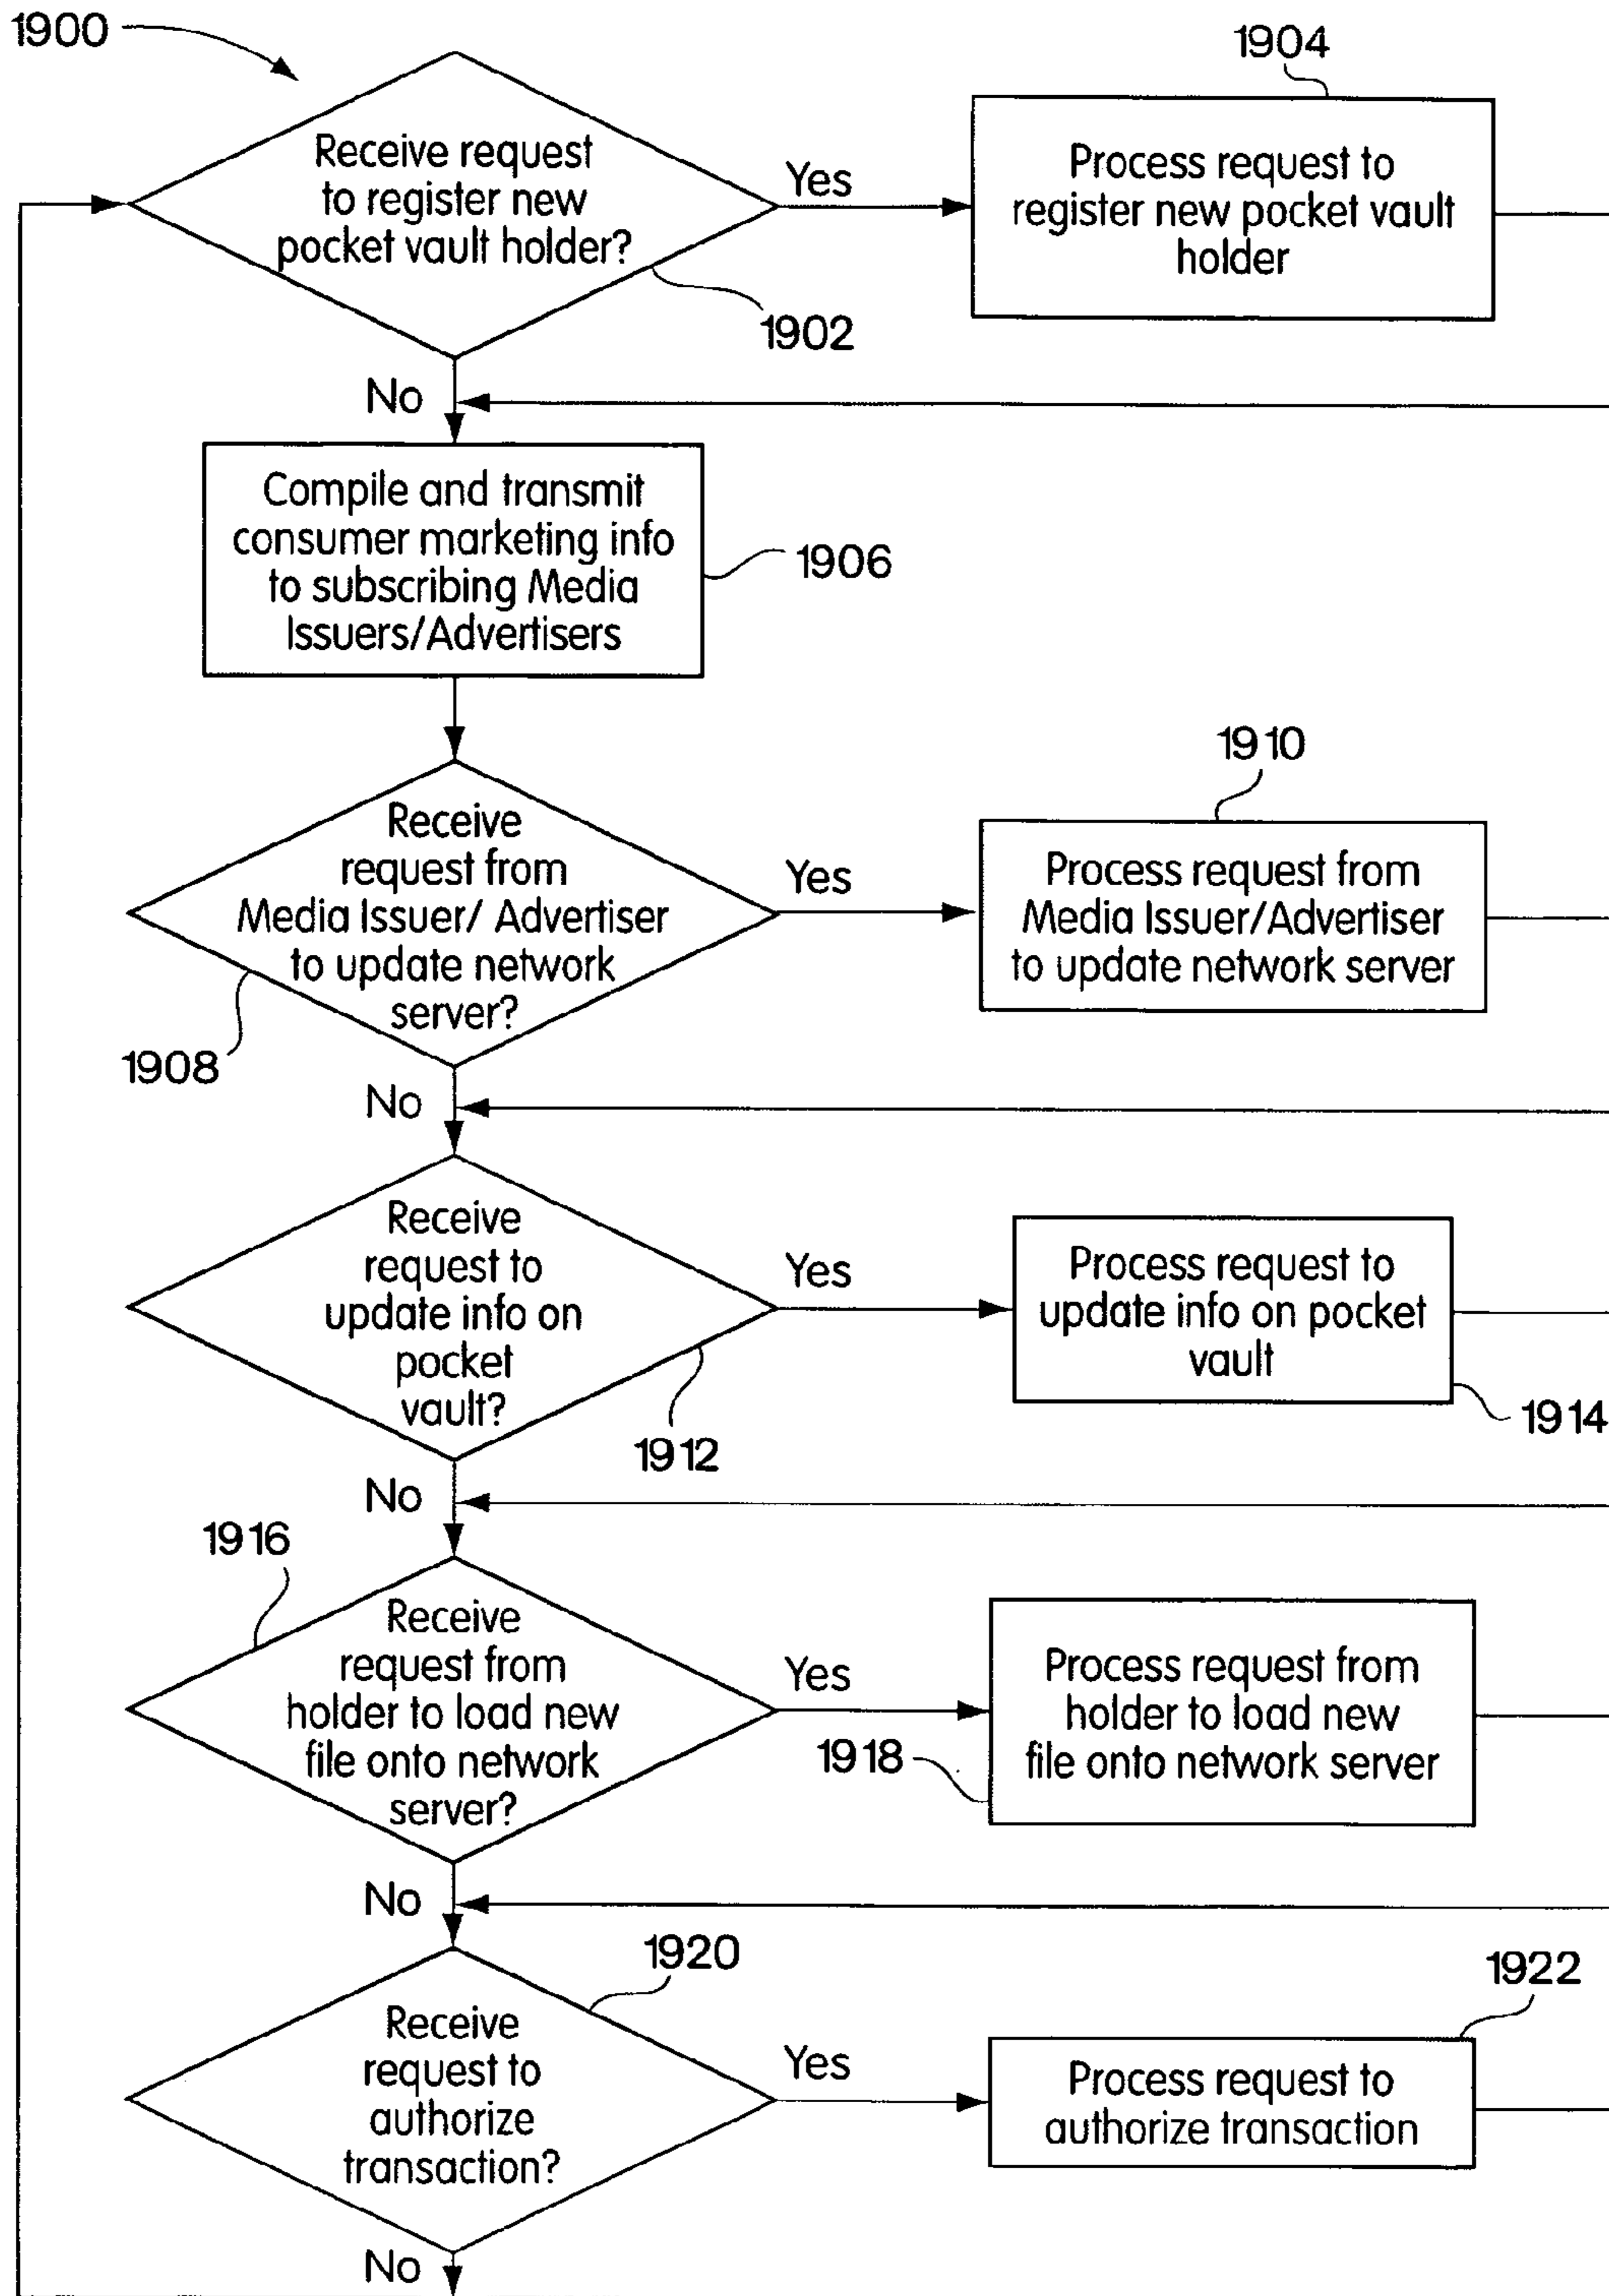 1900
1904
Receive request
to register new
pocket vault holder?
Yes
Process request to
register new pocket vault
holder
1902
No
Compile and transmit
consumer marketing info
to subscribing Media
Issuers/Advertisers
1906
1910
Receive
request from
Media Issuer/ Advertiser
to update network
server?
Yes
Process request from
Media Issuer/Advertiser
to update network server
1908
No
Receive
request to
update info on
pocket
vault?
Yes
Process request to
update info on pocket
vault
1914
1912
No
1916
Receive
request from
holder to load new
file onto network
server?
Yes
Process request from
holder to load new
file onto network server
1918
No
1920
1922
Receive
request to
authorize
transaction?
Yes
Process request to
authorize transaction
No